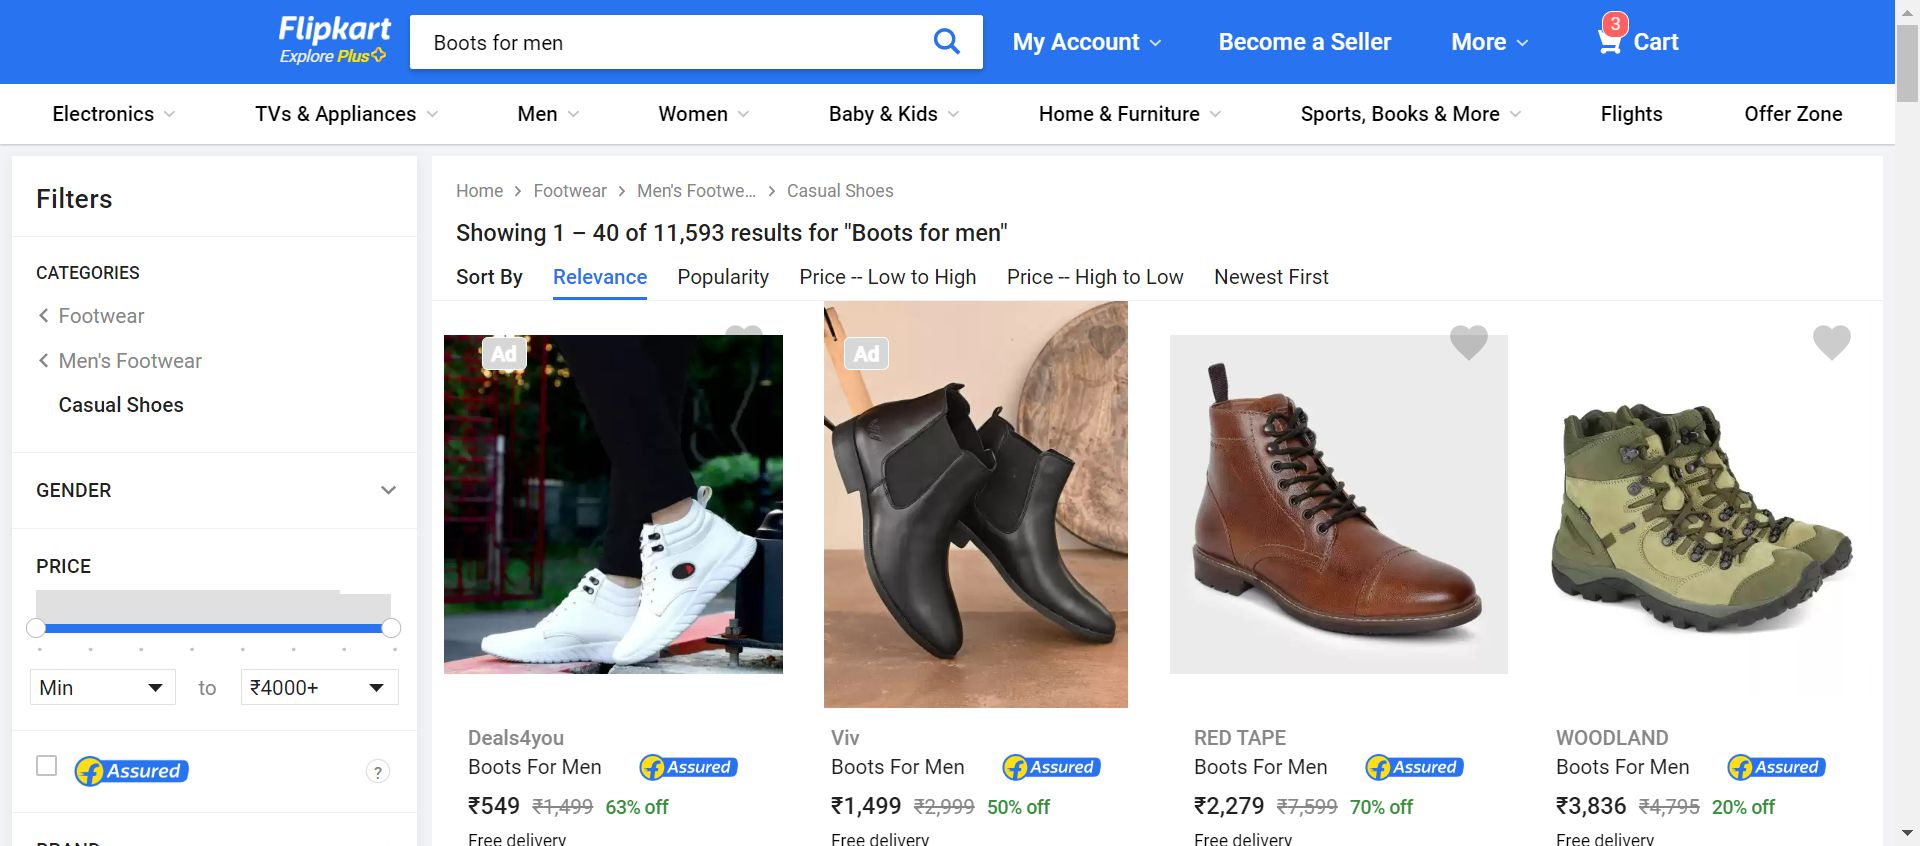 Flipkart
Explore Plus
Boots for men
My Account
Become a Seller
More
3
Cart
Electronics
TVs & Appliances
Men
Women
Baby & Kids
Home & Furniture
Sports, Books & More
Flights
Offer Zone
Filters
CATEGORIES
Footwear
Men's Footwear
Casual Shoes
GENDER
PRICE
Min to ₹4000+
Assured
?
BRAND
Home > Footwear > Men's Footwe... > Casual Shoes
Showing 1 – 40 of 11,593 results for "Boots for men"
Sort By Relevance Popularity Price -- Low to High Price -- High to Low Newest First
Ad
Deals4you
Boots For Men Assured
₹549 ₹1,499 63% off
Free delivery
Ad
Viv
Boots For Men Assured
₹1,499 ₹2,999 50% off
Free delivery
RED TAPE
Boots For Men Assured
₹2,279 ₹7,599 70% off
Free delivery
WOODLAND
Boots For Men Assured
₹3,836 ₹4,795 20% off
Free delivery